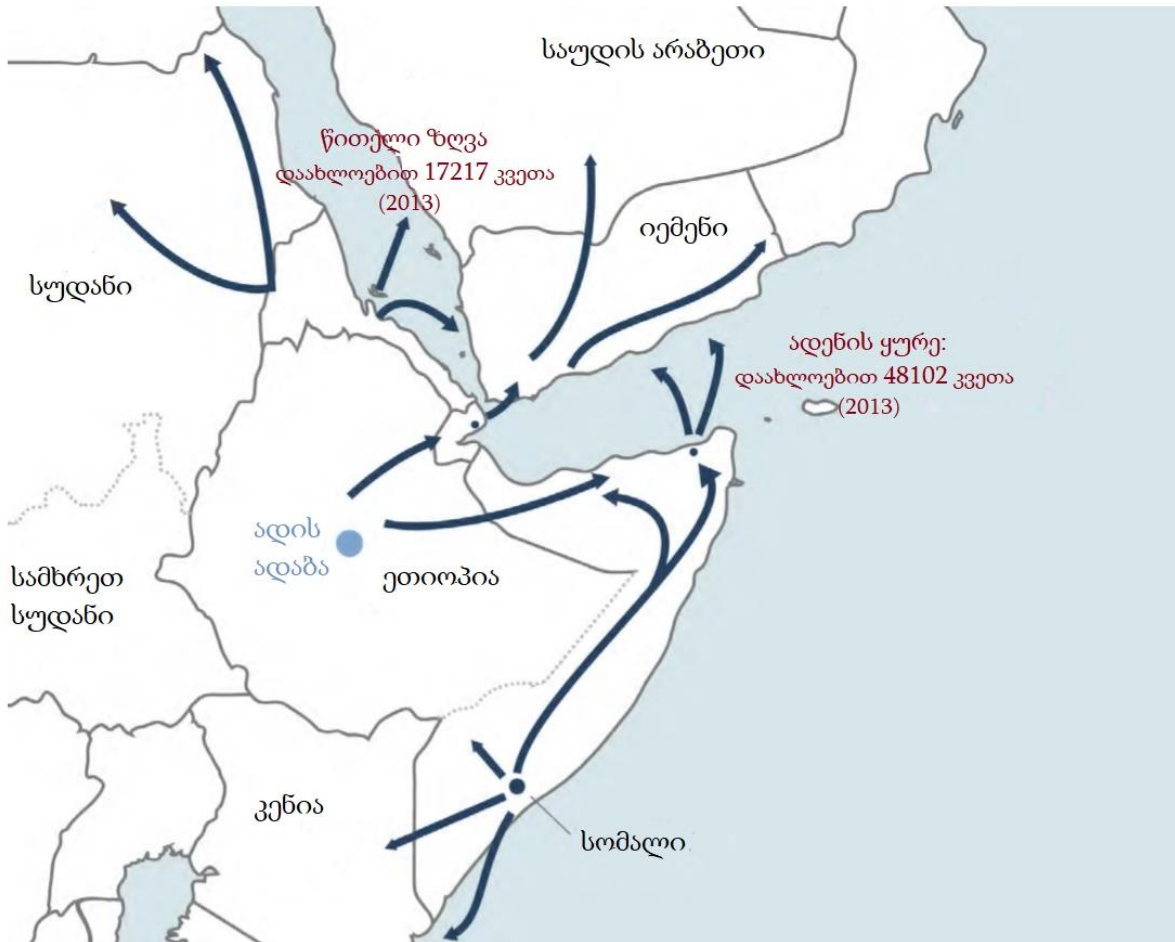 საუდის არაბეთი
წითელი ზღვა
დაახლოებით 17217 კვეთა
(2013)
იემენი
სუდანი
ადენის ყურე:
დაახლოებით 48102 კვეთა
(2013)
ადის
ადაბა
ეთიოპია
სამხრეთ
სუდანი
კენია
სომალი